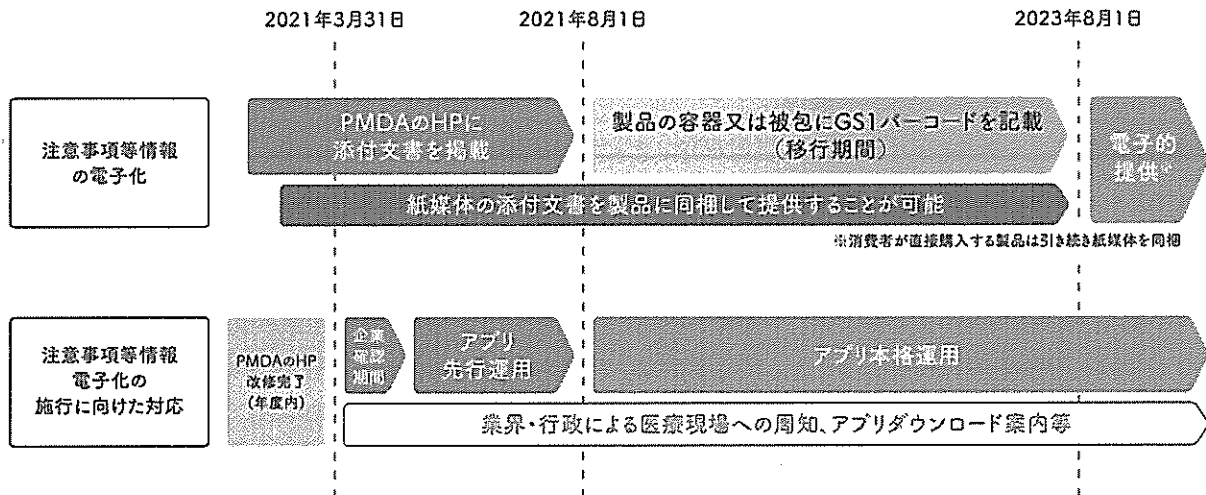 2021年3月31日
2021年8月1日
2023年8月1日
注意事項等情報
の電子化
PMDAのHPに
添付文書を掲載
製品の容器又は被包にGS1バーコードを記載
(移行期間)
電子的
提供※
紙媒体の添付文書を製品に同梱して提供することが可能
※消費者が直接購入する製品は引き続き紙媒体を同梱
注意事項等情報
電子化の
施行に向けた対応
PMDAのHP
改修完了
(年度内)
企業
確認
期間
アプリ
先行運用
アプリ本格運用
業界・行政による医療現場への周知、アプリダウンロード案内等